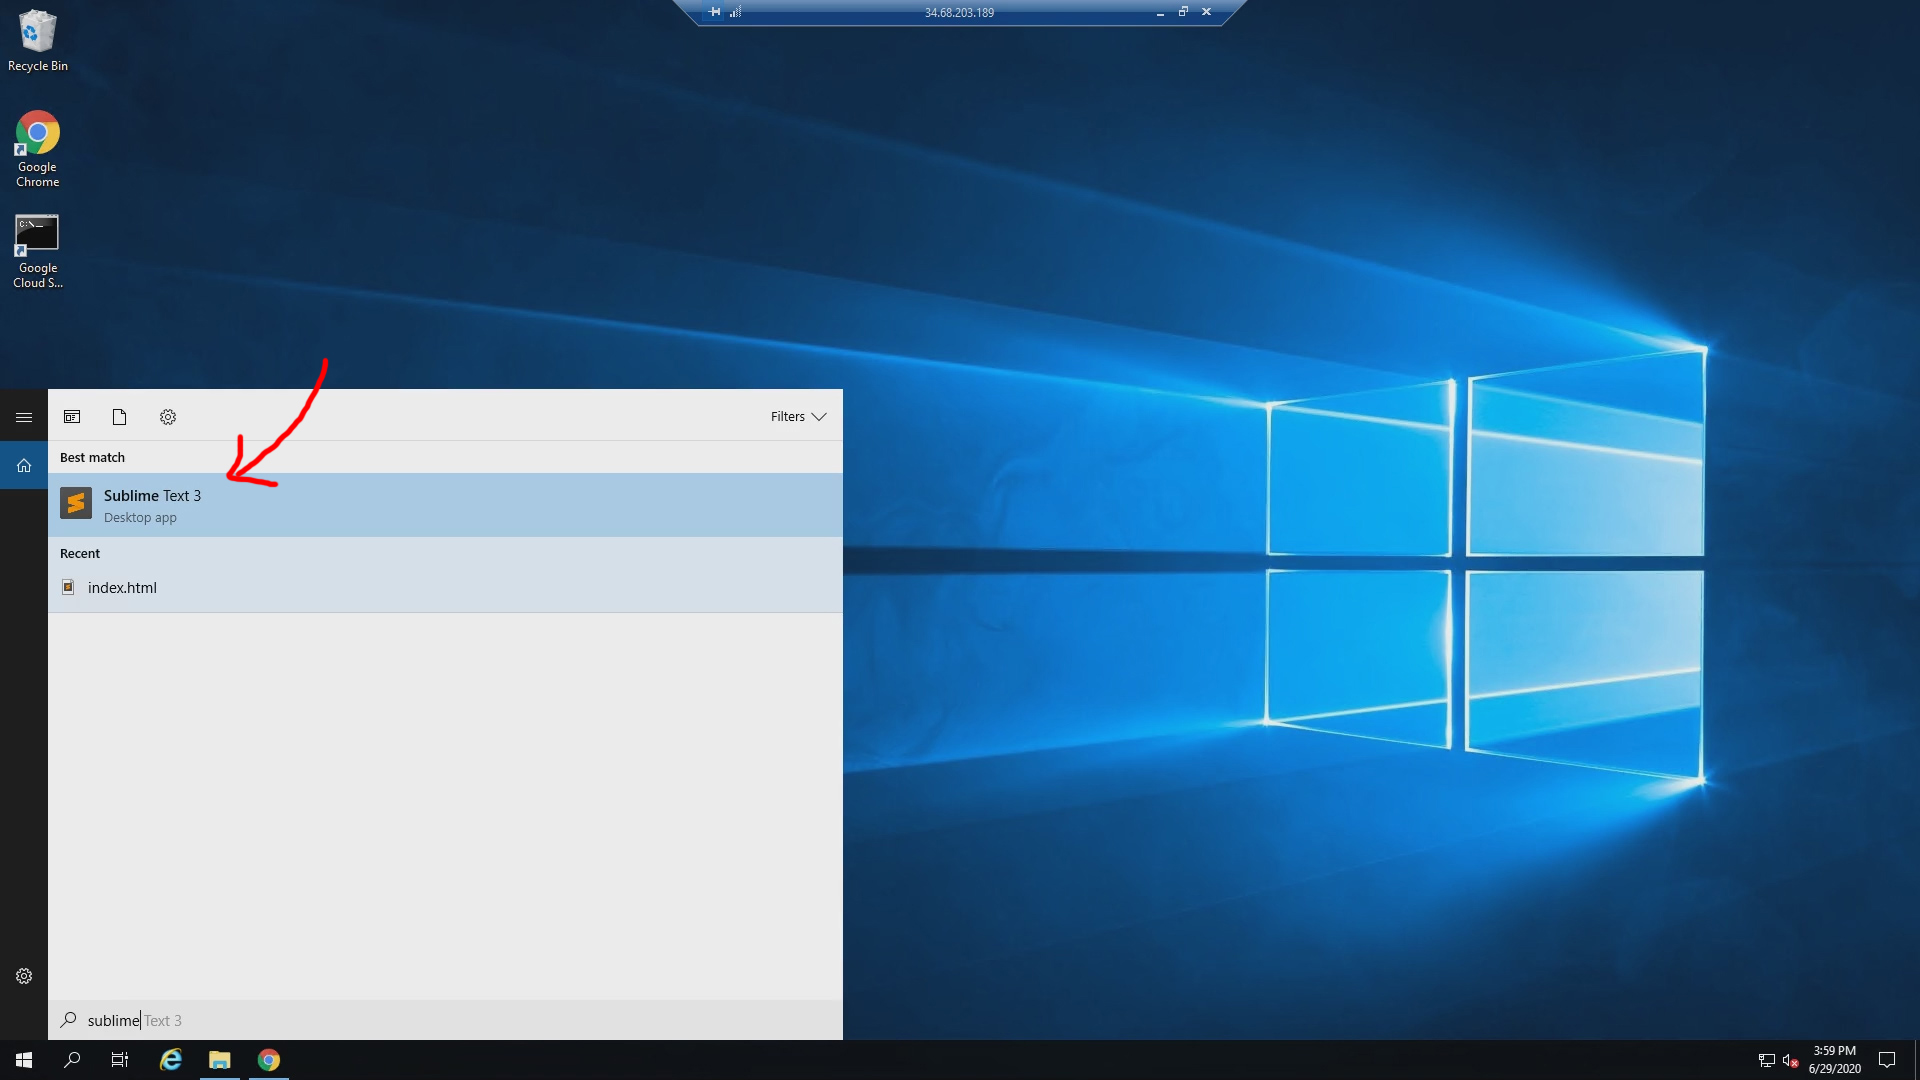 34.68.203.189
Recycle Bin
Google
Chrome
C:\._
Google
Cloud S...
Filters
Best match
Sublime Text 3
Desktop app
Recent
index.html
sublime Text 3
3:59 PM
6/29/2020